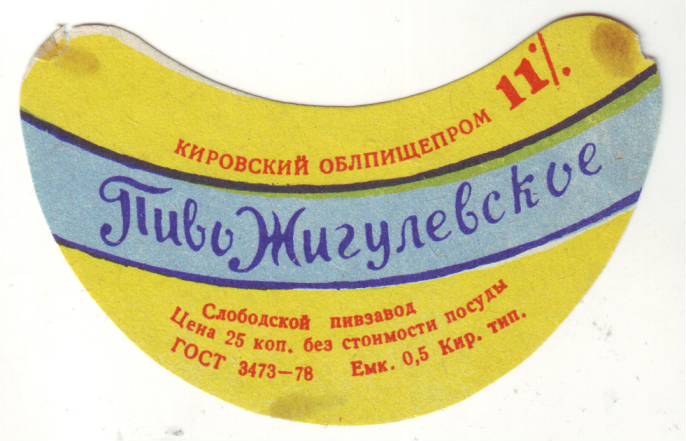 КИРОВСКИЙ ОБЛПИЩЕПРОМ 11%
Пиво Жигулевское
Слободской пивзавод
Цена 25 коп. без стоимости посуды
ГОСТ 3473—78 Емк. 0,5 Кир. тип.